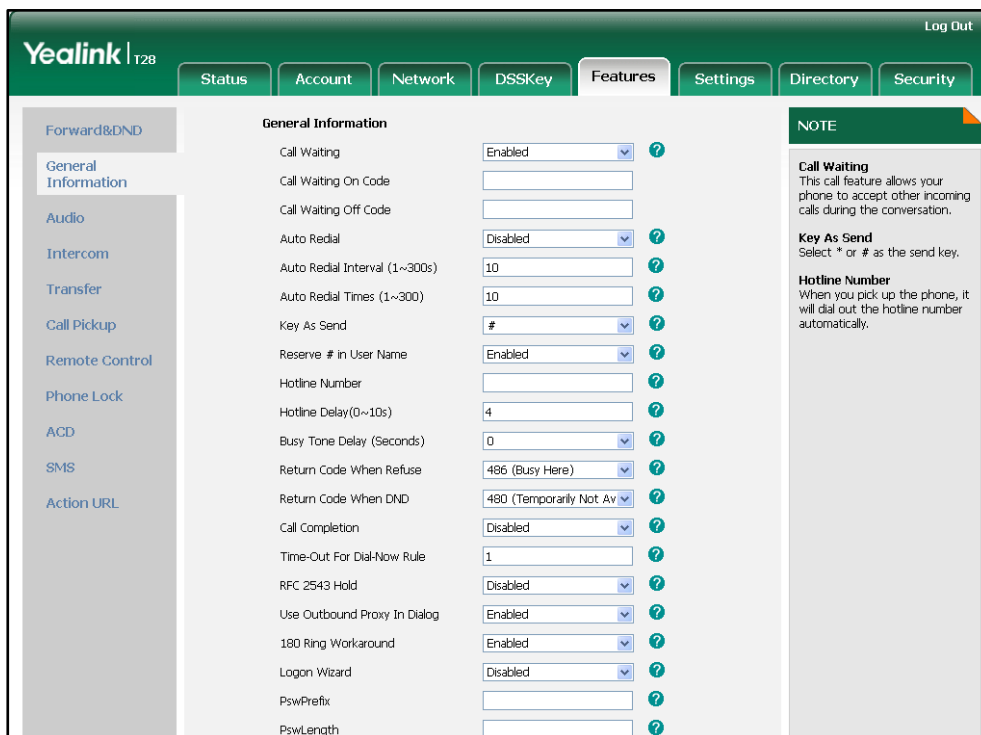 Log Out
Yealink | T28
Status Account Network DSSKey Features Settings Directory Security
Forward&DND
General
Information
Audio
Intercom
Transfer
Call Pickup
Remote Control
Phone Lock
ACD
SMS
Action URL
General Information
Call Waiting Enabled ?
Call Waiting On Code
Call Waiting Off Code
Auto Redial Disabled ?
Auto Redial Interval (1~300s) 10 ?
Auto Redial Times (1~300) 10 ?
Key As Send # ?
Reserve # in User Name Enabled ?
Hotline Number ?
Hotline Delay(0~10s) 4 ?
Busy Tone Delay (Seconds) 0 ?
Return Code When Refuse 486 (Busy Here) ?
Return Code When DND 480 (Temporarily Not Av ?
Call Completion Disabled ?
Time-Out For Dial-Now Rule 1 ?
RFC 2543 Hold Disabled ?
Use Outbound Proxy In Dialog Enabled ?
180 Ring Workaround Enabled ?
Logon Wizard Disabled ?
PswPrefix ?
PswLength ?
NOTE
Call Waiting
This call feature allows your
phone to accept other incoming
calls during the conversation.
Key As Send
Select * or # as the send key.
Hotline Number
When you pick up the phone, it
will dial out the hotline number
automatically.